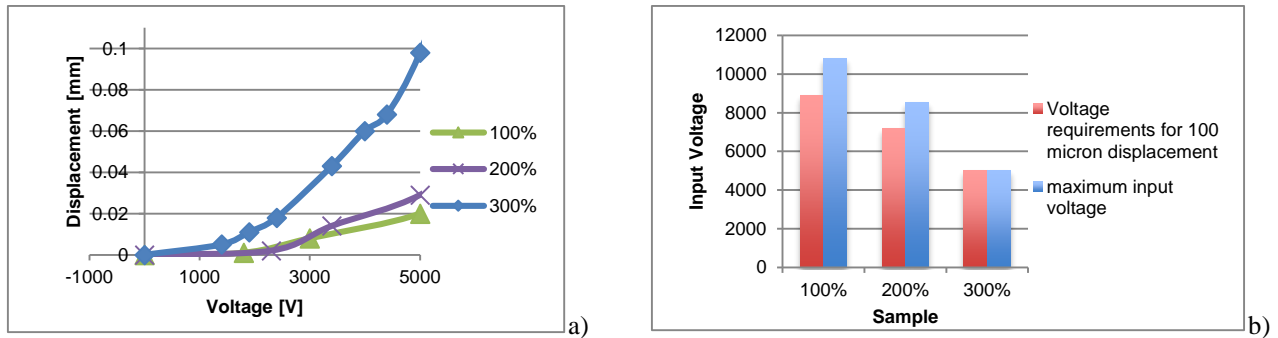 0.1
0.08
0.06
0.04
0.02
0
-1000 1000 3000 5000
Displacement [mm]
Voltage [V]
100%
200%
300%
a)
12000
10000
8000
6000
4000
2000
0
Input Voltage
100% 200% 300%
Sample
Voltage
requirements for 100
micron displacement
maximum input
voltage
b)